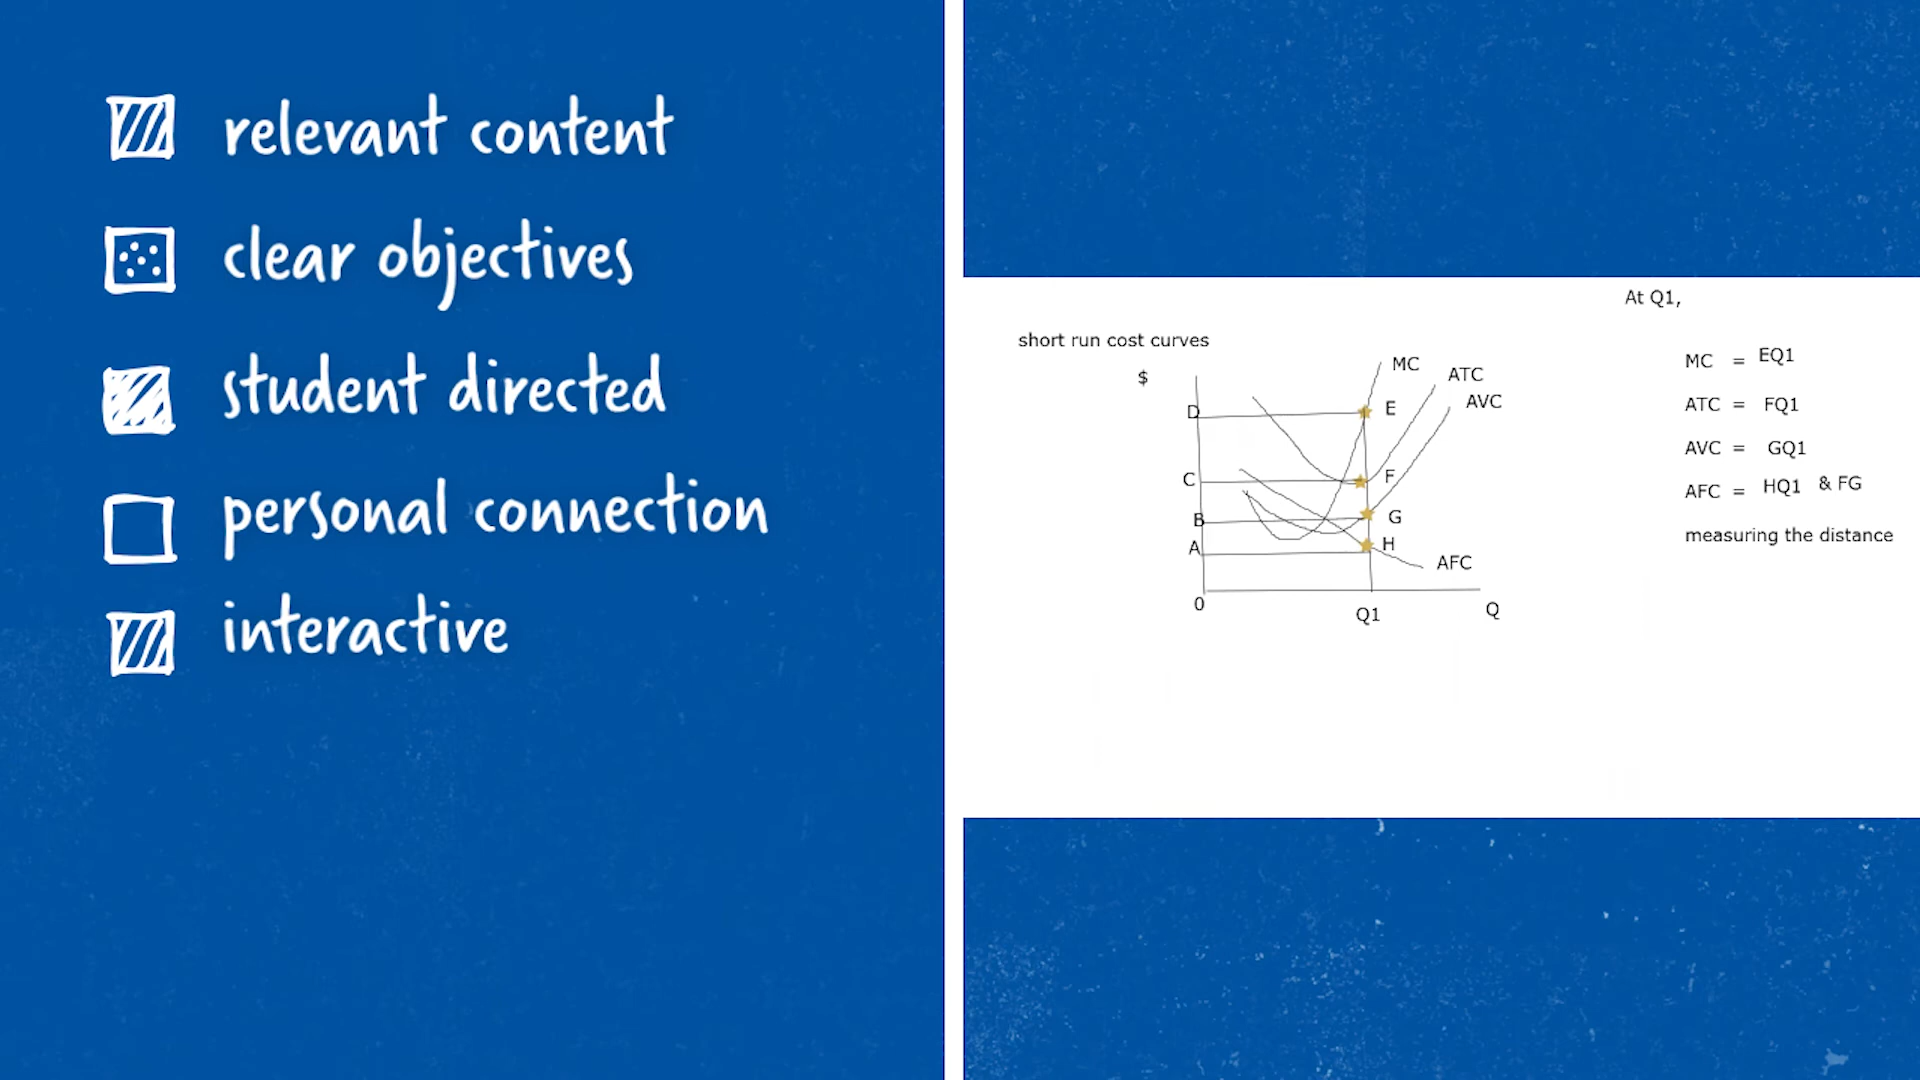 relevant content
clear objectives
student directed
personal connection
interactive
At Q1,
short run cost curves
$
MC
ATC
AVC
D
E
C
F
B
G
A
H
AFC
0
Q1
Q
MC = EQ1
ATC = FQ1
AVC = GQ1
AFC = HQ1 & FG
measuring the distance